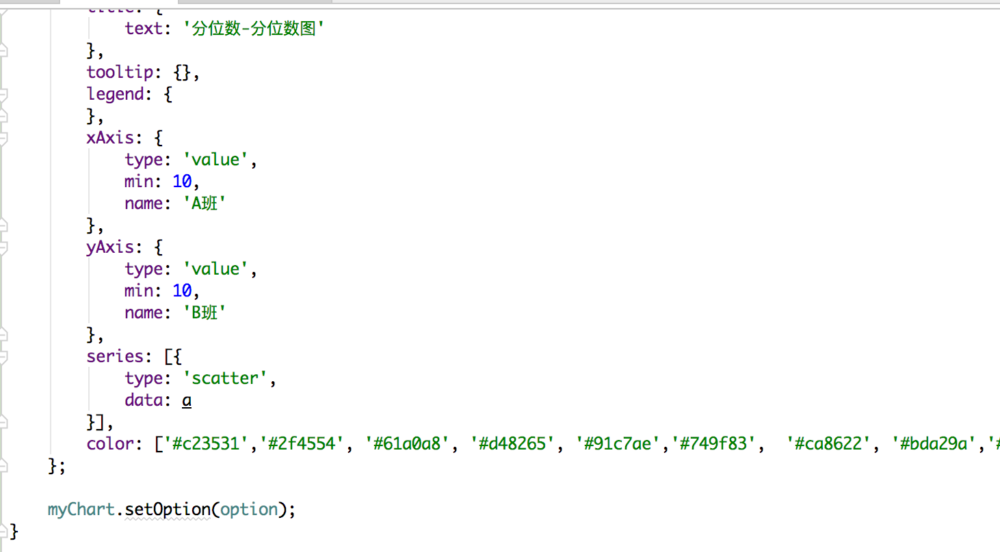 title: {
text: '分位数-分位数图'
},
tooltip: {},
legend: {
},
xAxis: {
type: 'value',
min: 10,
name: 'A班'
},
yAxis: {
type: 'value',
min: 10,
name: 'B班'
},
series: [{
type: 'scatter',
data: a
}],
color: ['#c23531','#2f4554', '#61a0a8', '#d48265', '#91c7ae','#749f83',  '#ca8622', '#bda29a','#
};
myChart.setOption(option);
}